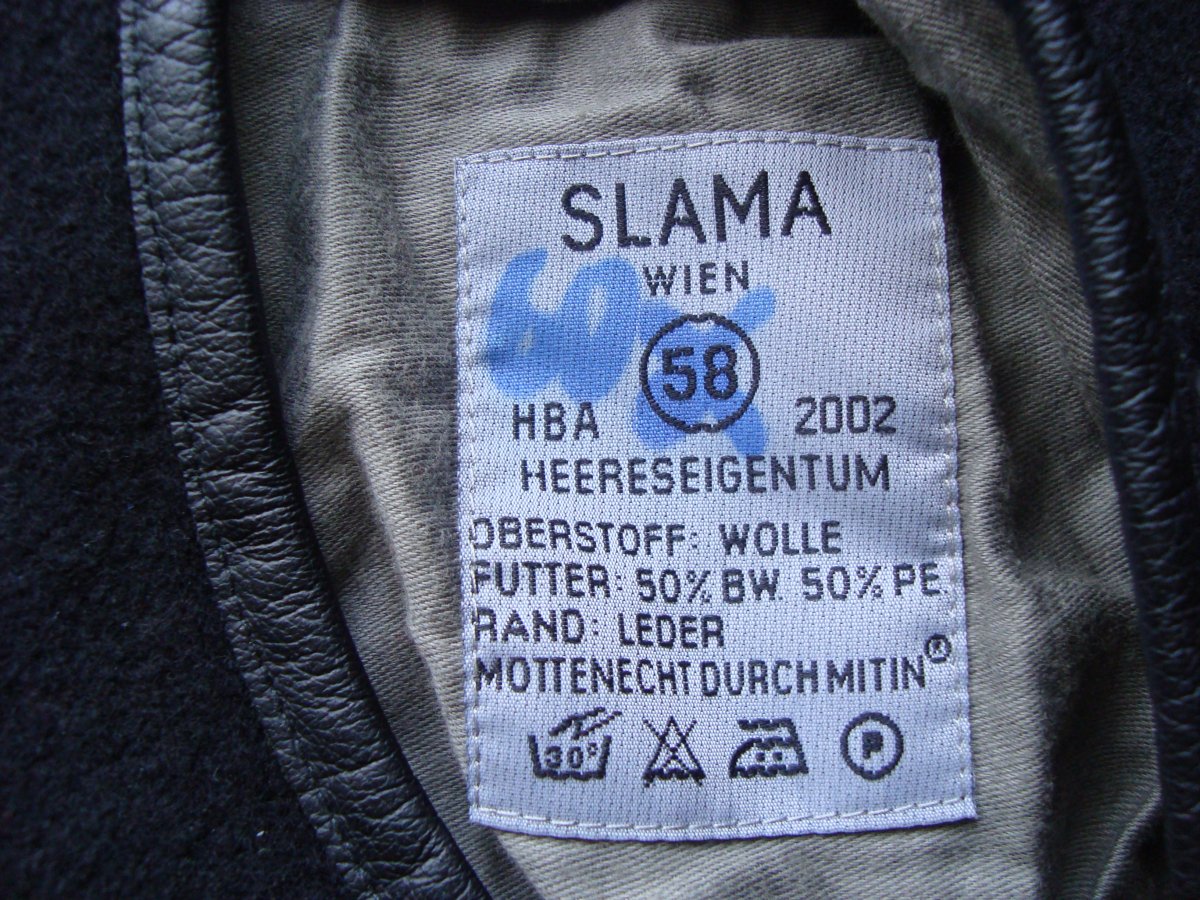 SLAMA
WIEN
60
58
HBA 2002
HEERESEIGENTUM
OBERSTOFF: WOLLE
FUTTER: 50% BW. 50% PE.
RAND: LEDER
MOTTENECHT DURCH MITIN®
30° P